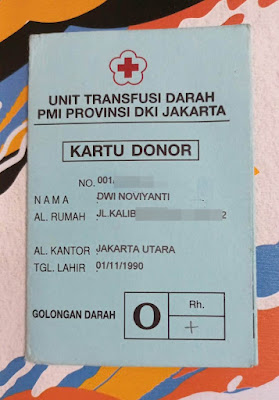 UNIT TRANSFUSI DARAH
PMI PROVINSI DKI JAKARTA
KARTU DONOR
NO. 001
NAMA DWI NOVIYANTI
AL. RUMAH JL.KALIB 2
AL. KANTOR JAKARTA UTARA
TGL. LAHIR 01/11/1990
GOLONGAN DARAH O Rh. +